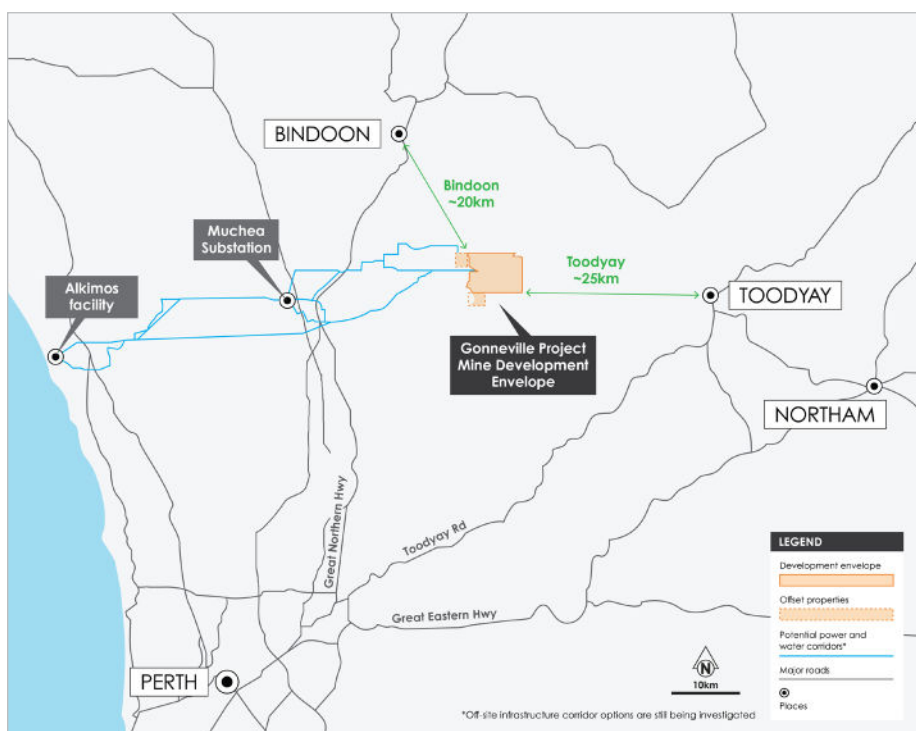 BINDOON
Bindoon
~20km
Muchea
Substation
Toodyay
~25km
Alkimos
facility
TOODYAY
Gonneville Project
Mine Development
Envelope
NORTHAM
Great Northern Hwy
Toodyay Rd
Great Eastern Hwy
PERTH
N
10km
LEGEND
Development envelope
Offset properties
Potential power and
water corridors*
Major roads
Places
*Off-site infrastructure corridor options are still being investigated